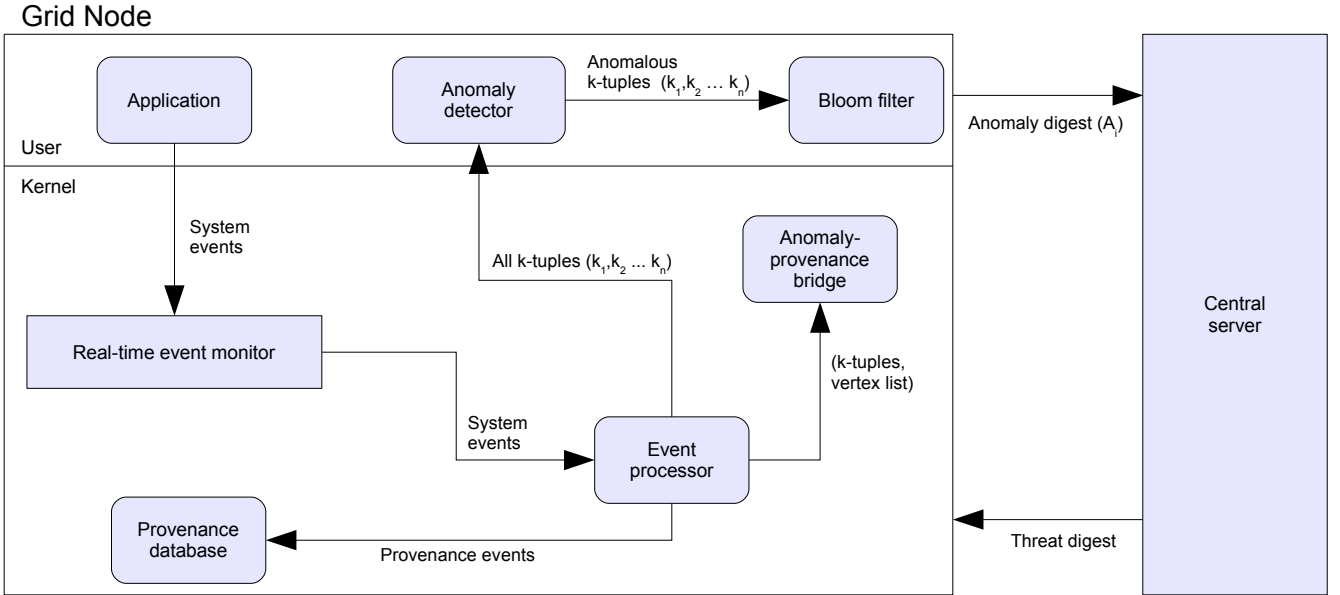 Grid Node
Application
Anomaly
detector
Anomalous
k-tuples (k₁,k₂ … kₙ)
Bloom filter
Anomaly digest (Aᵢ)
User
Kernel
System
events
All k-tuples (k₁,k₂ ... kₙ)
Anomaly-
provenance
bridge
Central
server
Real-time event monitor
(k-tuples,
vertex list)
System
events
Event
processor
Provenance
database
Provenance events
Threat digest